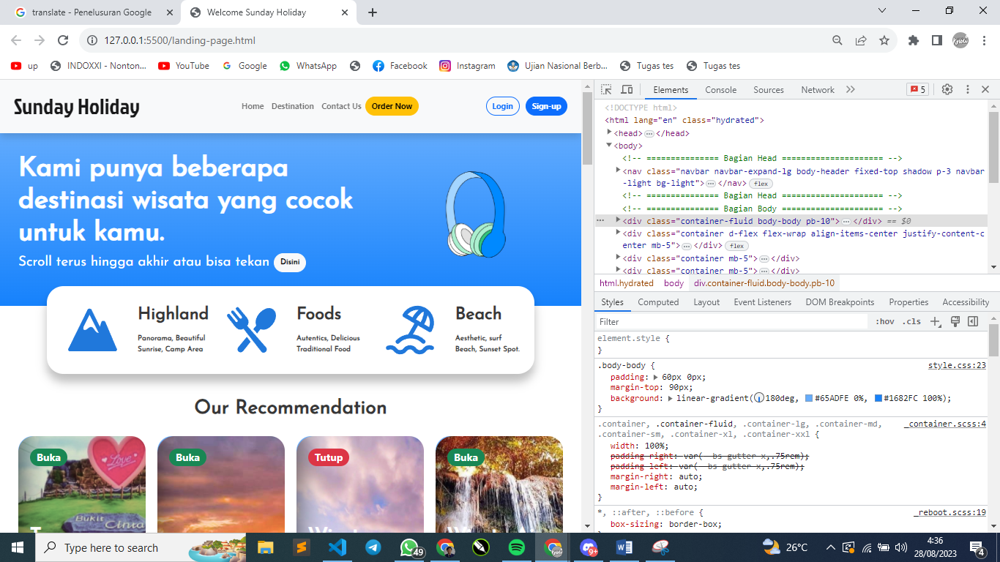 translate - Penelusuran Google
Welcome Sunday Holiday
127.0.0.1:5500/landing-page.html
up
INDOXXI - Nonton...
YouTube
Google
WhatsApp
Facebook
Instagram
Ujian Nasional Berb...
Tugas tes
Tugas tes
Sunday Holiday
Home
Destination
Contact Us
Order Now
Login
Sign-up
Kami punya beberapa
destinasi wisata yang cocok
untuk kamu.
Scroll terus hingga akhir atau bisa tekan Disini
Highland
Panorama, Beautiful
Sunrise, Camp Area
Foods
Autentics, Delicious
Traditional Food
Beach
Aesthetic, surf
Beach, Sunset Spot.
Our Recommendation
Buka
Love
Bukit
Cinta
Buka
Tutup
Buka
Elements
Console
Sources
Network
5
<!DOCTYPE html>
<html lang="en" class="hydrated">
<head>…</head>
<body>
<!-- =============== Bagian Head ===================== -->
<nav class="navbar navbar-expand-lg body-header fixed-top shadow p-3 navbar
-light bg-light">…</nav> flex
<!-- =============== Bagian Head ===================== -->
<!-- =============== Bagian Body ===================== -->
<div class="container-fluid body-body pb-10">…</div> == $0
<div class="container d-flex flex-wrap align-items-center justify-content-c
enter mb-5">…</div> flex
<div class="container mb-5">…</div>
<div class="container mb-5">…</div>
html.hydrated
body
div.container-fluid.body-body.pb-10
Styles
Computed
Layout
Event Listeners
DOM Breakpoints
Properties
Accessibility
Filter
:hov
.cls
element.style {
}
.body-body {
style.css:23
padding: 60px 0px;
margin-top: 90px;
background: linear-gradient(180deg, #65ADFE 0%, #1682FC 100%);
}
.container, .container-fluid, .container-lg, .container-md,
_container.scss:4
.container-sm, .container-xl, .container-xxl {
width: 100%;
padding-right: var(--bs-gutter-x,.75rem);
padding-left: var(--bs-gutter-x,.75rem);
margin-right: auto;
margin-left: auto;
}
*, ::after, ::before {
_reboot.scss:19
box-sizing: border-box;
Type here to search
49
9+
26°C
4:36
28/08/2023
4